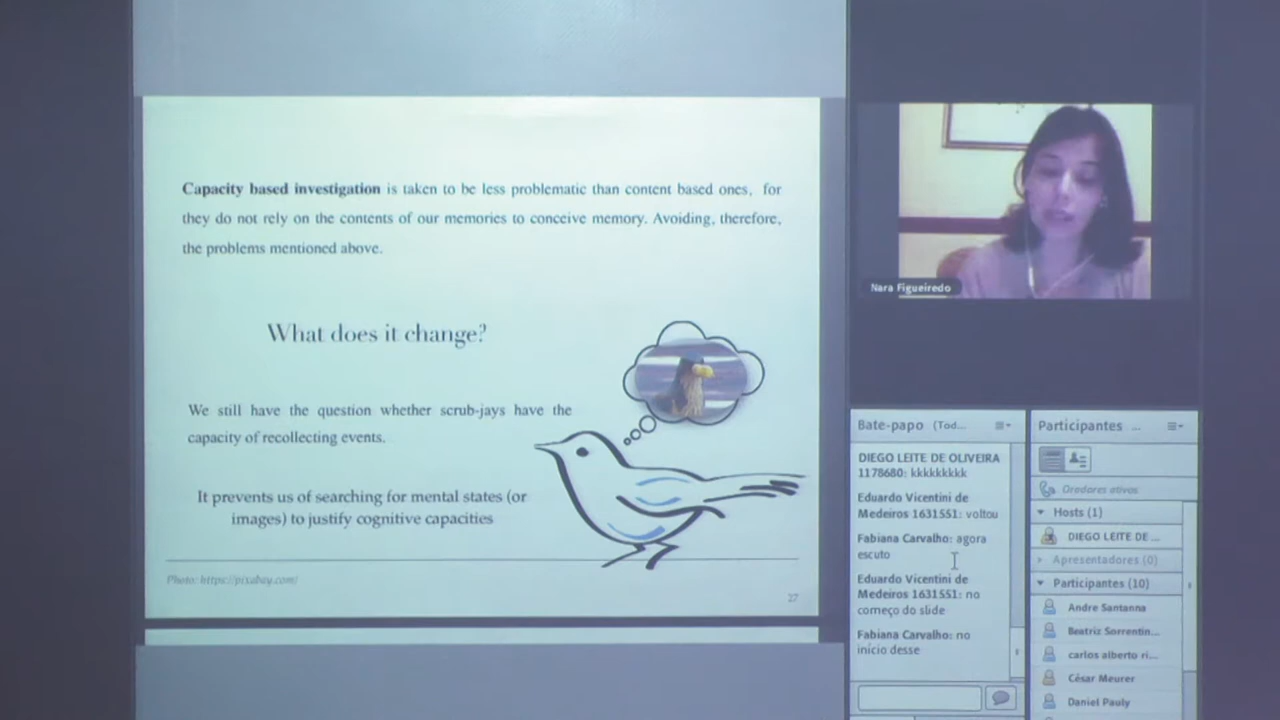 Capacity based investigation is taken to be less problematic than content based ones, for
they do not rely on the contents of our memories to conceive memory. Avoiding, therefore,
the problems mentioned above.
What does it change?
We still have the question whether scrub-jays have the
capacity of recollecting events.
It prevents us of searching for mental states (or
images) to justify cognitive capacities
Photo: https://pixabay.com/
27
Nara Figueiredo
Bate-papo (Tod...
DIEGO LEITE DE OLIVEIRA
1178680: kkkkkkkkk
Eduardo Vicentini de
Medeiros 1631551: voltou
Fabiana Carvalho: agora
escuto
Eduardo Vicentini de
Medeiros 1631551: no
começo do slide
Fabiana Carvalho: no
início desse
Participantes ...
Oradores ativos
Hosts (1)
DIEGO LEITE DE ...
Apresentadores (0)
Participantes (10)
Andre Santanna
Beatriz Sorrentin...
carlos alberto ri...
César Meurer
Daniel Pauly